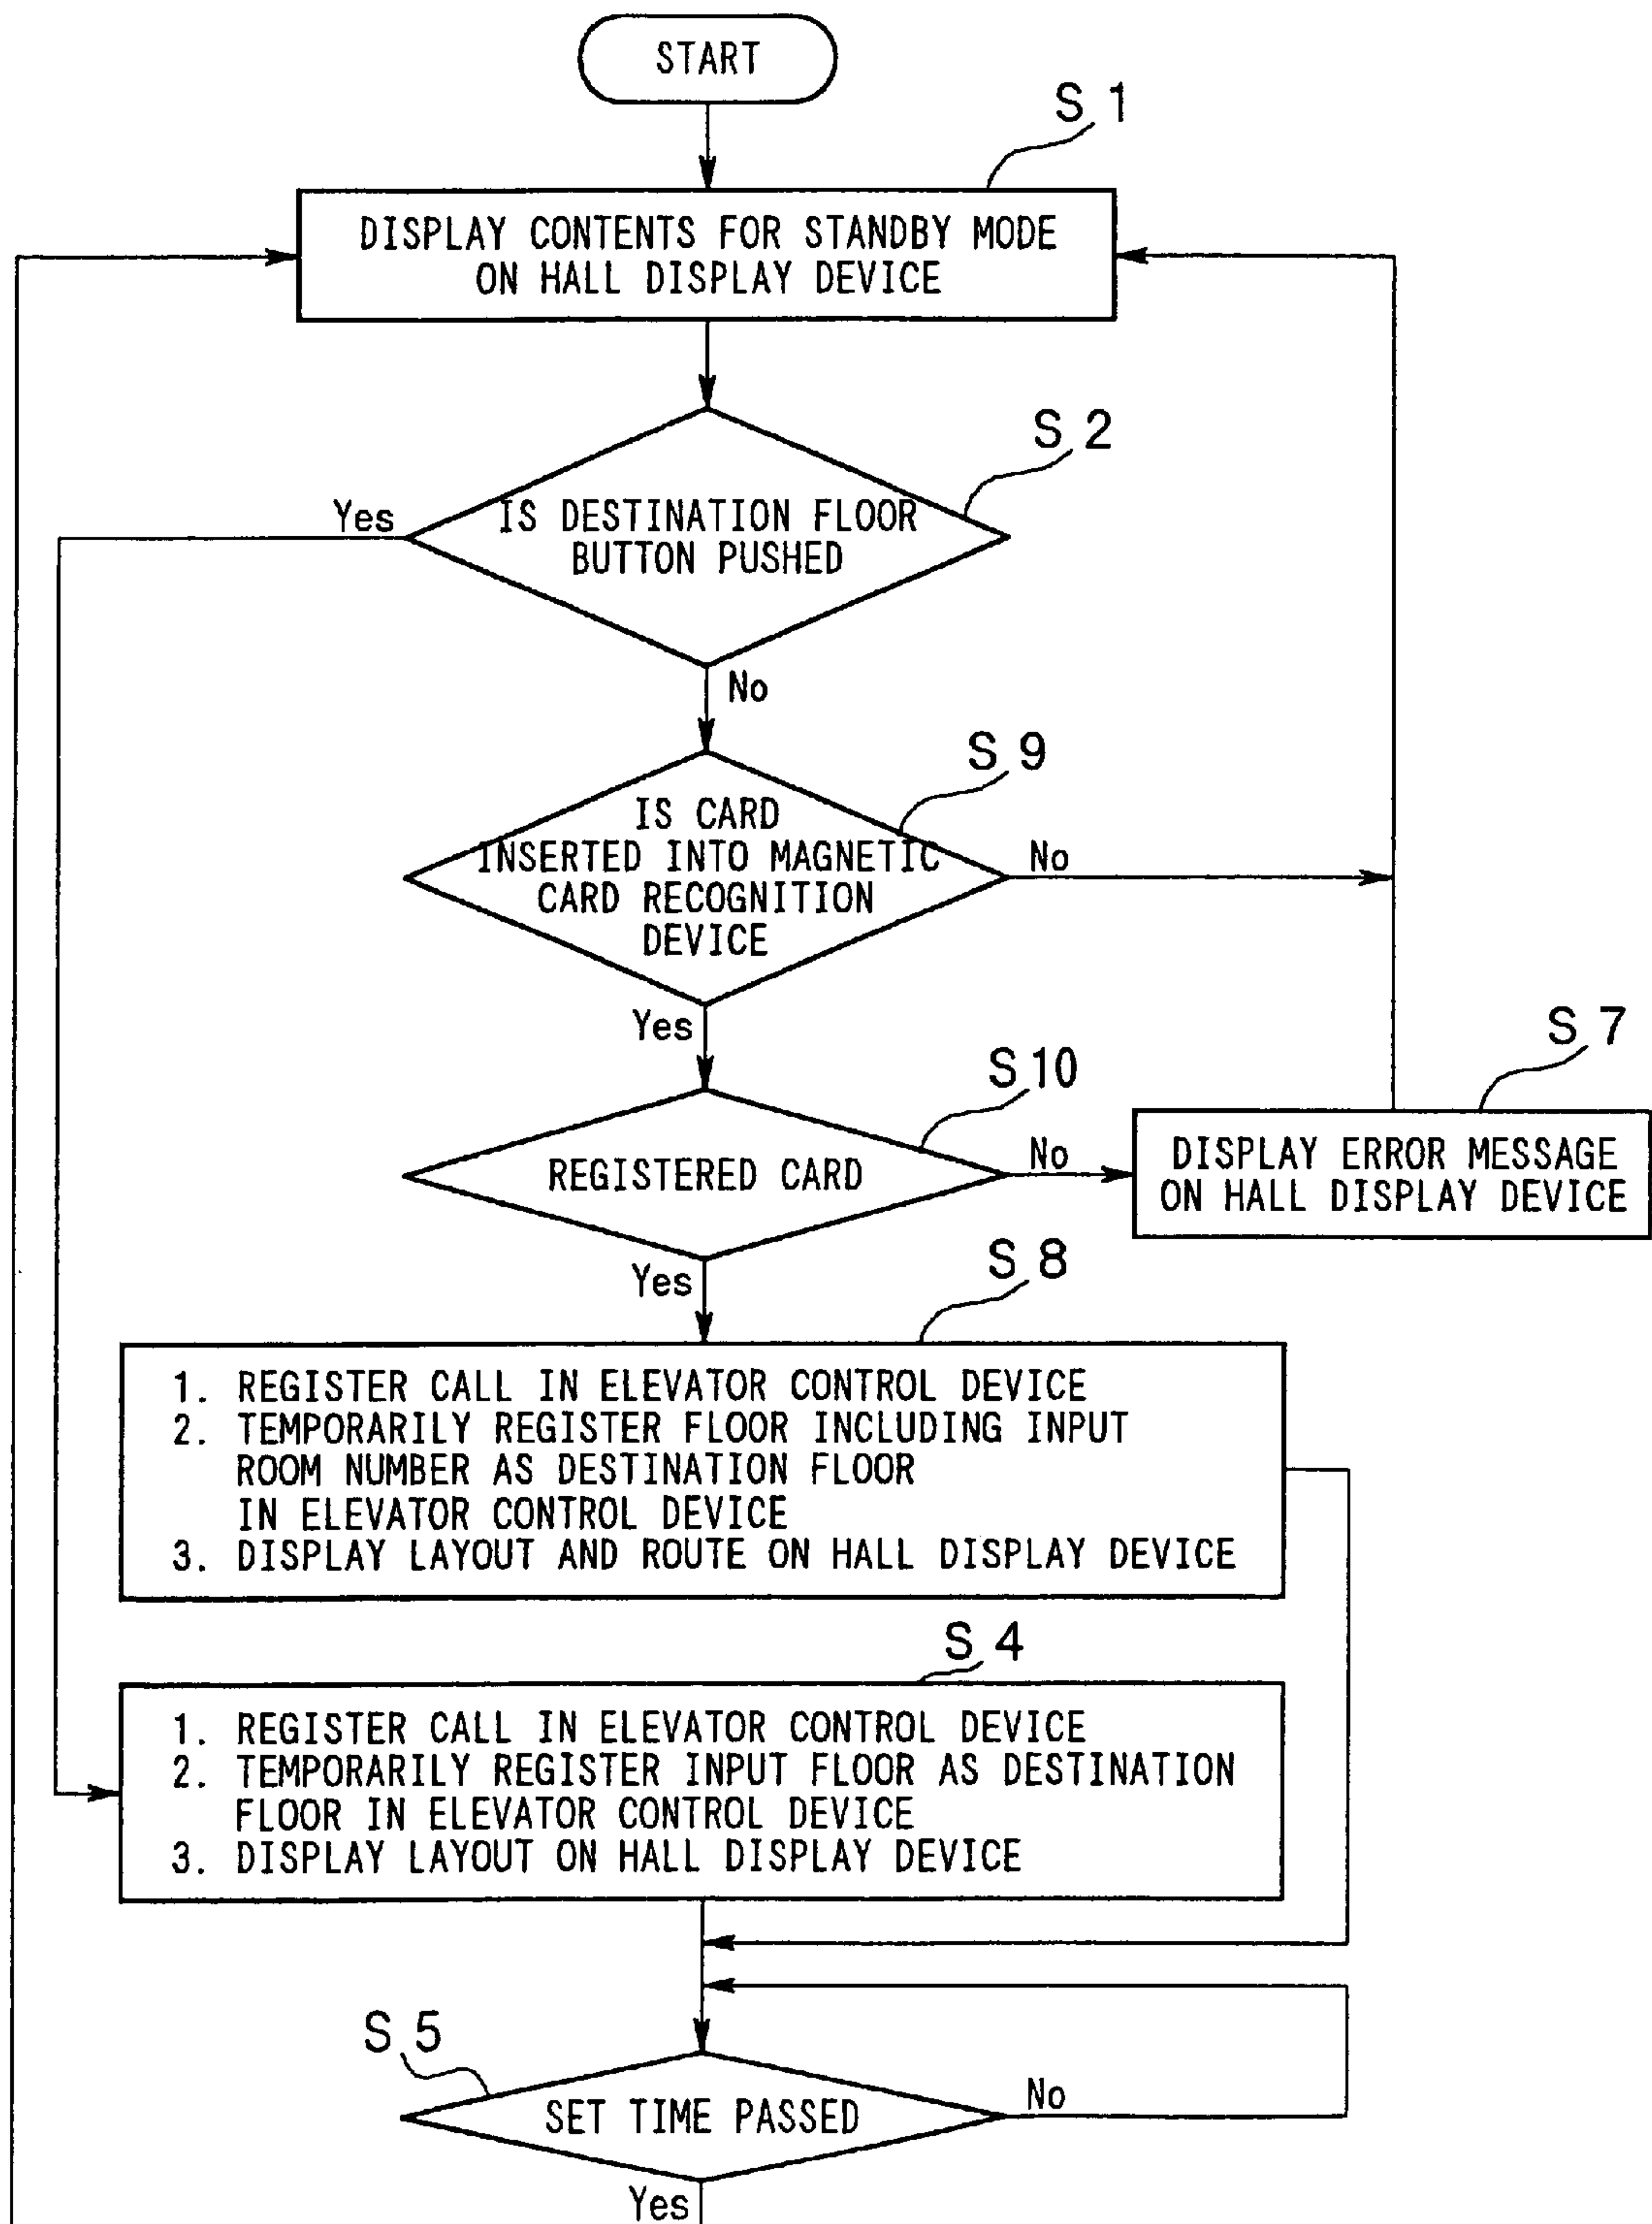 START
S 1
DISPLAY CONTENTS FOR STANDBY MODE
ON HALL DISPLAY DEVICE
S 2
Yes
IS DESTINATION FLOOR
BUTTON PUSHED
No
S 9
IS CARD
INSERTED INTO MAGNETIC
CARD RECOGNITION
DEVICE
No
Yes
S 7
S 10
REGISTERED CARD
No
DISPLAY ERROR MESSAGE
ON HALL DISPLAY DEVICE
Yes
S 8
1. REGISTER CALL IN ELEVATOR CONTROL DEVICE
2. TEMPORARILY REGISTER FLOOR INCLUDING INPUT
ROOM NUMBER AS DESTINATION FLOOR
IN ELEVATOR CONTROL DEVICE
3. DISPLAY LAYOUT AND ROUTE ON HALL DISPLAY DEVICE
S 4
1. REGISTER CALL IN ELEVATOR CONTROL DEVICE
2. TEMPORARILY REGISTER INPUT FLOOR AS DESTINATION
FLOOR IN ELEVATOR CONTROL DEVICE
3. DISPLAY LAYOUT ON HALL DISPLAY DEVICE
S 5
SET TIME PASSED
No
Yes